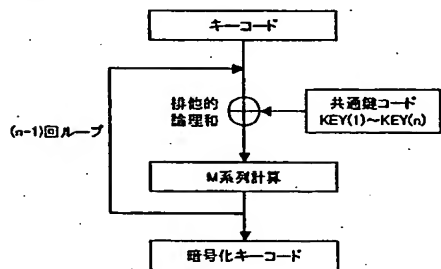 キーコード
排他的
論理和
共通鍵コード
KEY(1)～KEY(n)
(n-1)回ループ
M系列計算
暗号化キーコード